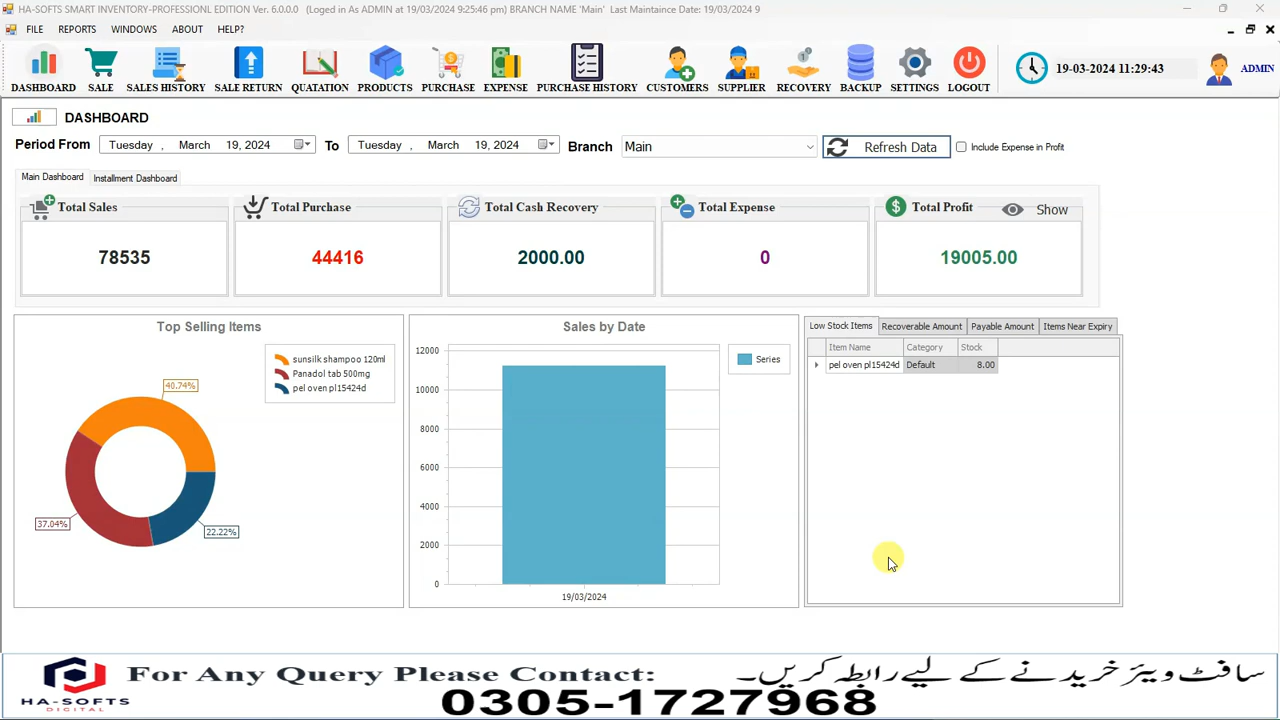 HA-SOFTS SMART INVENTORY-PROFESSIONL EDITION Ver. 6.0.0.0 (Loged in As ADMIN at 19/03/2024 9:25:46 pm) BRANCH NAME 'Main' Last Maintaince Date: 19/03/2024 9
FILE REPORTS WINDOWS ABOUT HELP?
DASHBOARD SALE SALES HISTORY SALE RETURN QUATATION PRODUCTS PURCHASE EXPENSE PURCHASE HISTORY CUSTOMERS SUPPLIER RECOVERY BACKUP SETTINGS LOGOUT 19-03-2024 11:29:43 ADMIN
DASHBOARD
Period From Tuesday , March 19, 2024 To Tuesday , March 19, 2024 Branch Main Refresh Data Include Expense in Profit
Main Dashboard Installment Dashboard
Total Sales Total Purchase Total Cash Recovery Total Expense Total Profit Show
78535 44416 2000.00 0 19005.00
Top Selling Items
sunsilk shampoo 120ml
Panadol tab 500mg
pel oven pl15424d
40.74%
37.04%
22.22%
Sales by Date
Series
12000
10000
8000
6000
4000
2000
0
19/03/2024
Low Stock Items Recoverable Amount Payable Amount Items Near Expiry
Item Name Category Stock
pel oven pl15424d Default 8.00
HA-SOFTS
DIGITAL
For Any Query Please Contact: سافٹ ویئر خریدنے کے لیے رابطہ کریں۔
0305-1727968